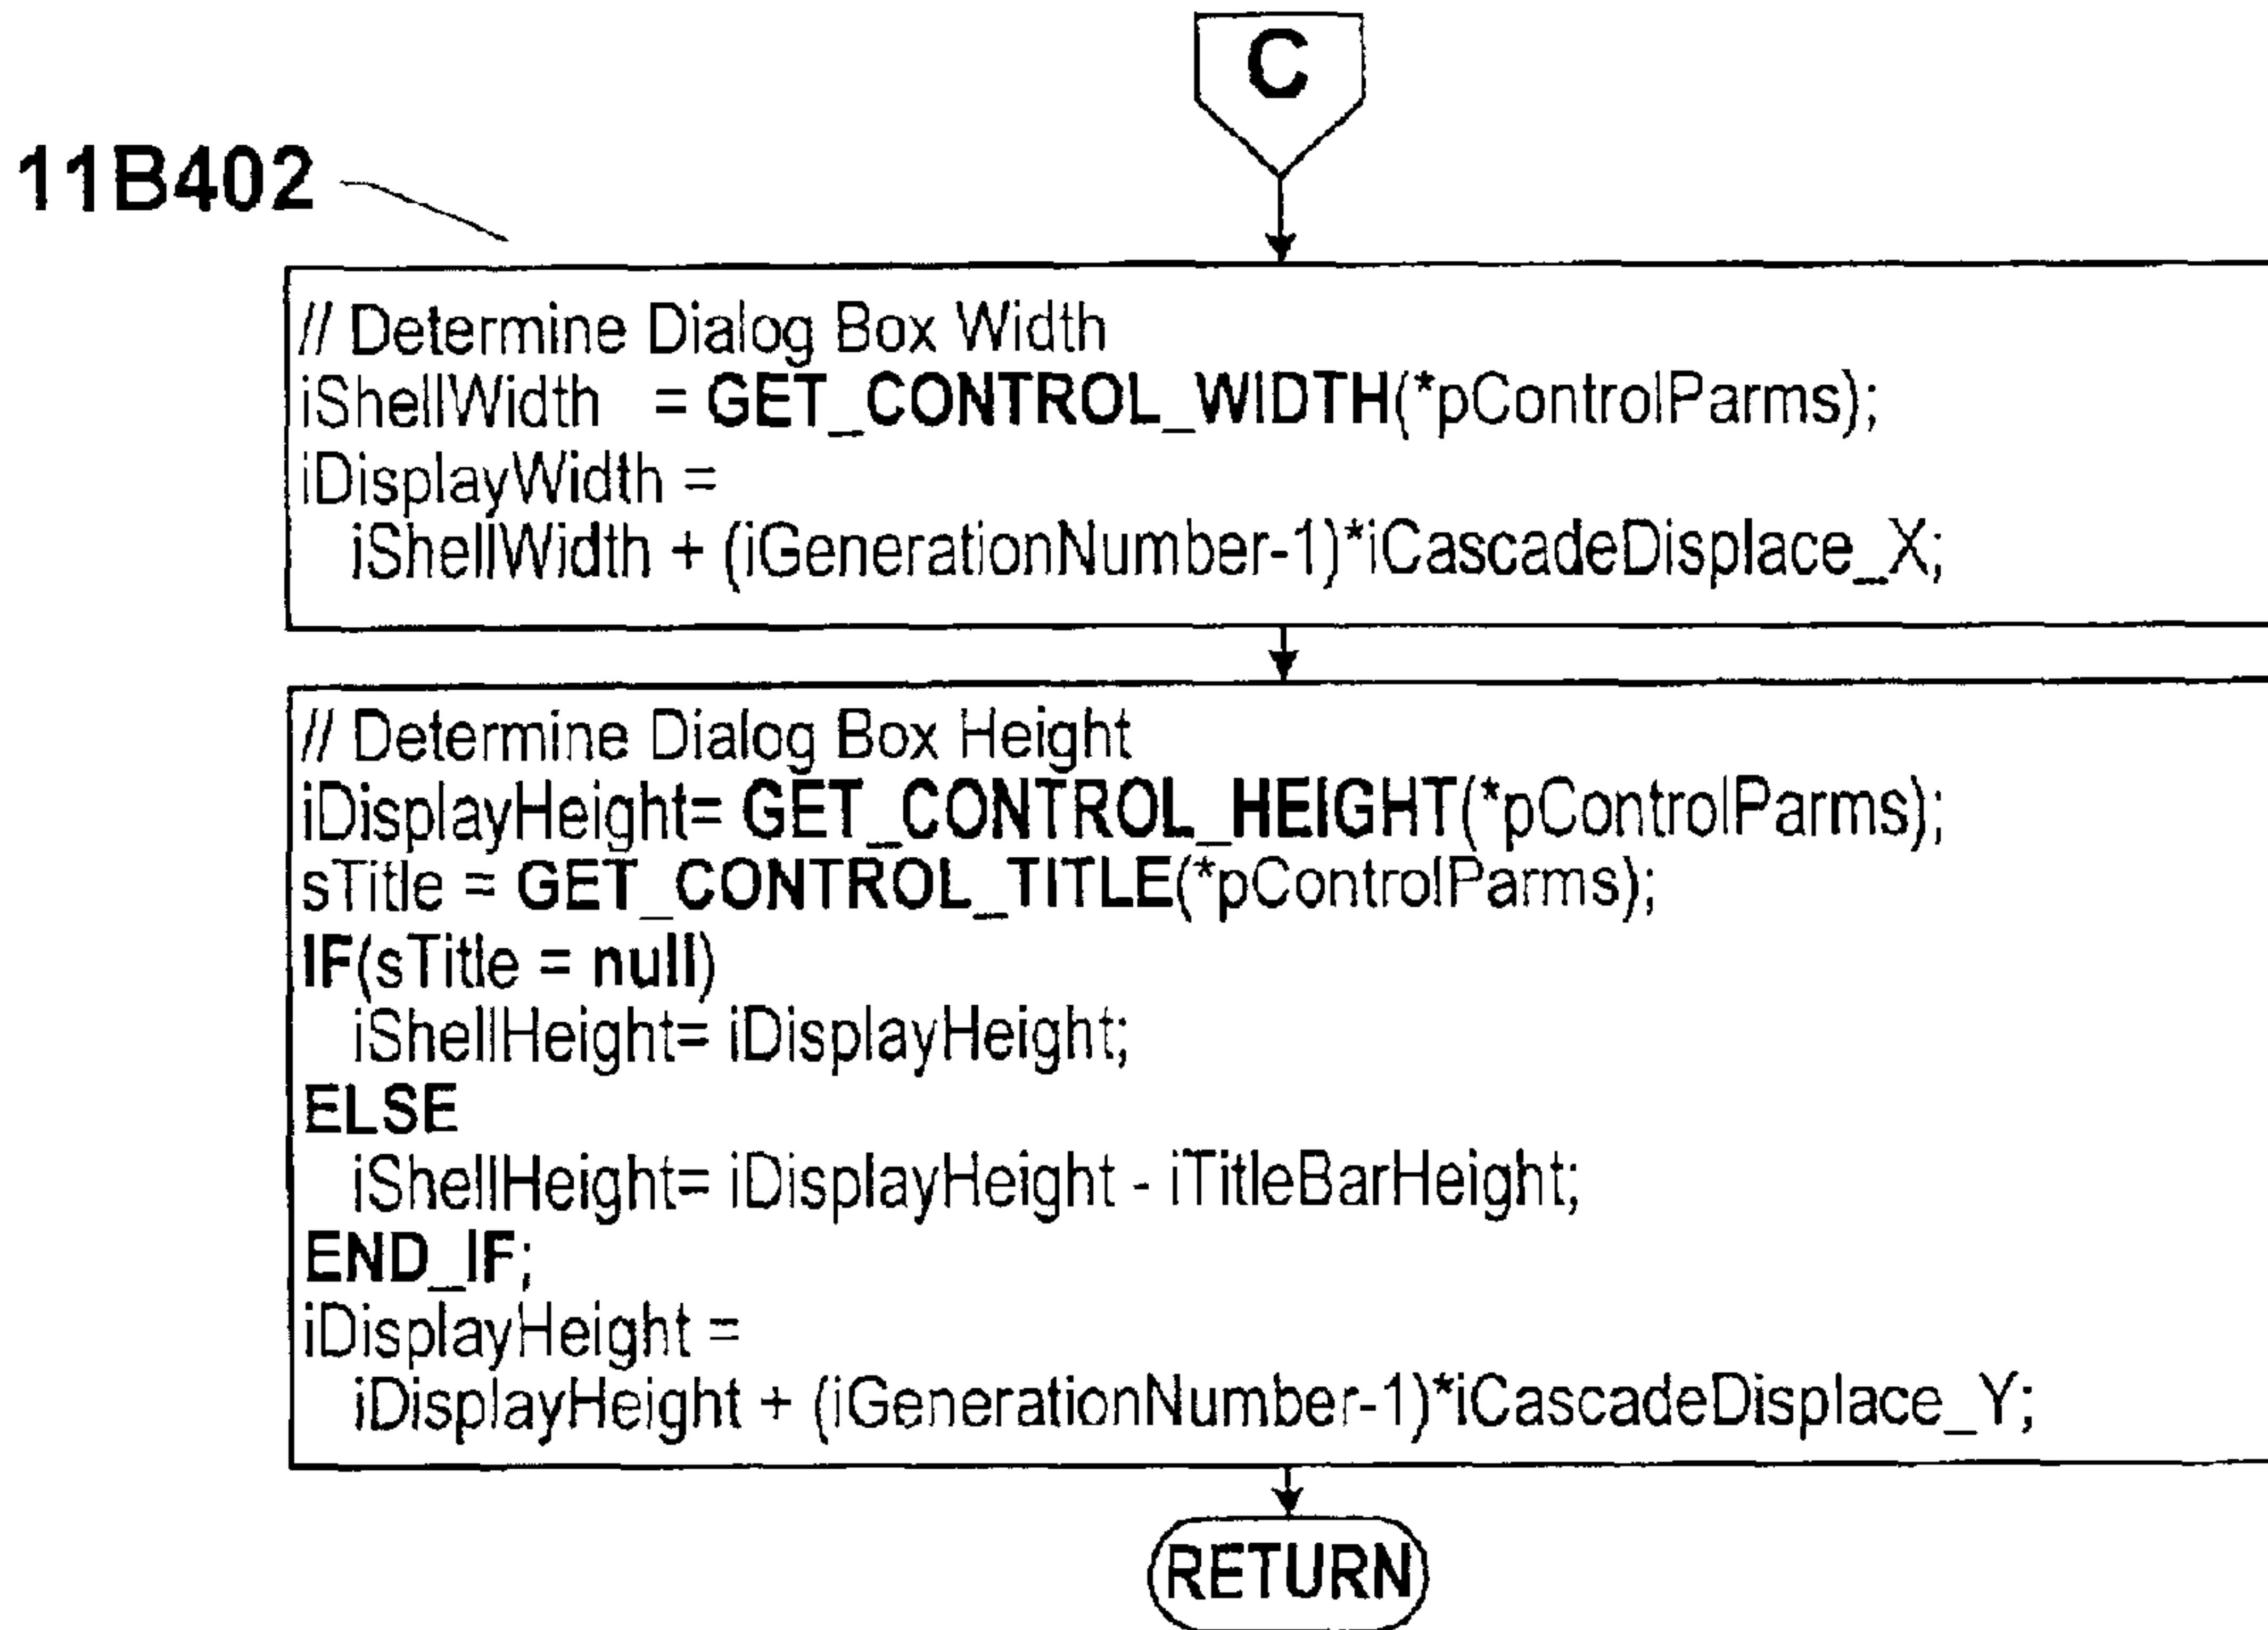 C
11B402
// Determine Dialog Box Width
iShellWidth = GET_CONTROL_WIDTH(*pControlParms);
iDisplayWidth =
iShellWidth + (iGenerationNumber-1)*iCascadeDisplace_X;
// Determine Dialog Box Height
iDisplayHeight= GET_CONTROL_HEIGHT(*pControlParms);
sTitle = GET_CONTROL_TITLE(*pControlParms);
IF(sTitle = null)
iShellHeight= iDisplayHeight;
ELSE
iShellHeight= iDisplayHeight - iTitleBarHeight;
END_IF;
iDisplayHeight =
iDisplayHeight + (iGenerationNumber-1)*iCascadeDisplace_Y;
RETURN